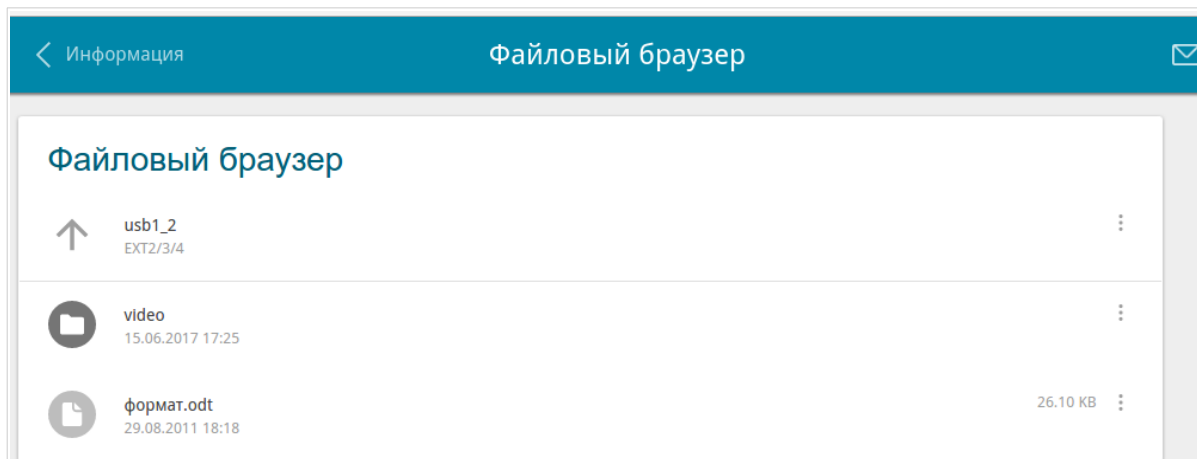 Информация
Файловый браузер
Файловый браузер
usb1_2
EXT2/3/4
video
15.06.2017 17:25
формат.odt
26.10 KB
29.08.2011 18:18